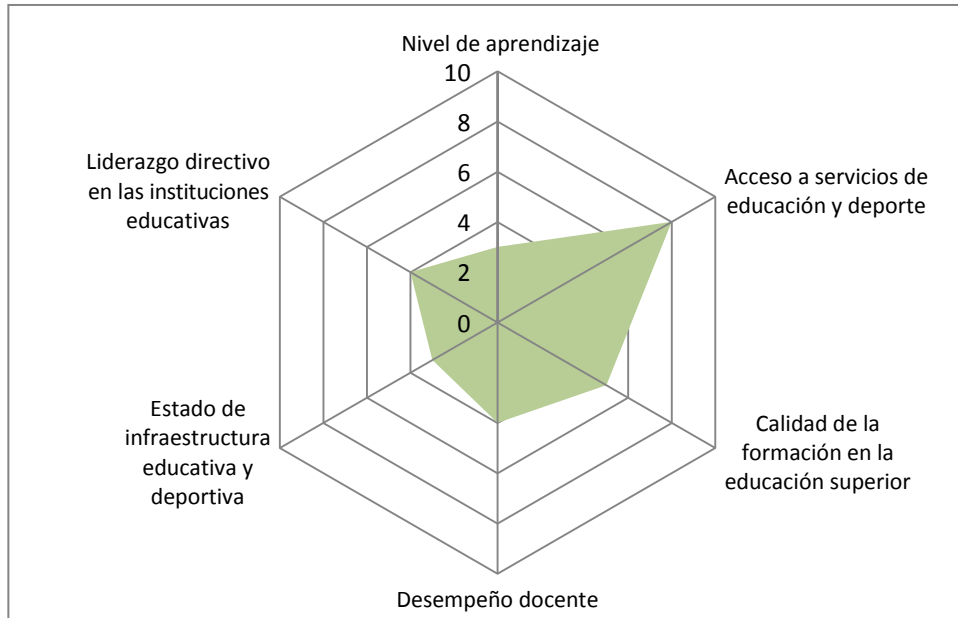 Nivel de aprendizaje
10
8
6
4
2
0
Acceso a servicios de
educación y deporte
Calidad de la
formación en la
educación superior
Desempeño docente
Estado de
infraestructura
educativa y
deportiva
Liderazgo directivo
en las instituciones
educativas